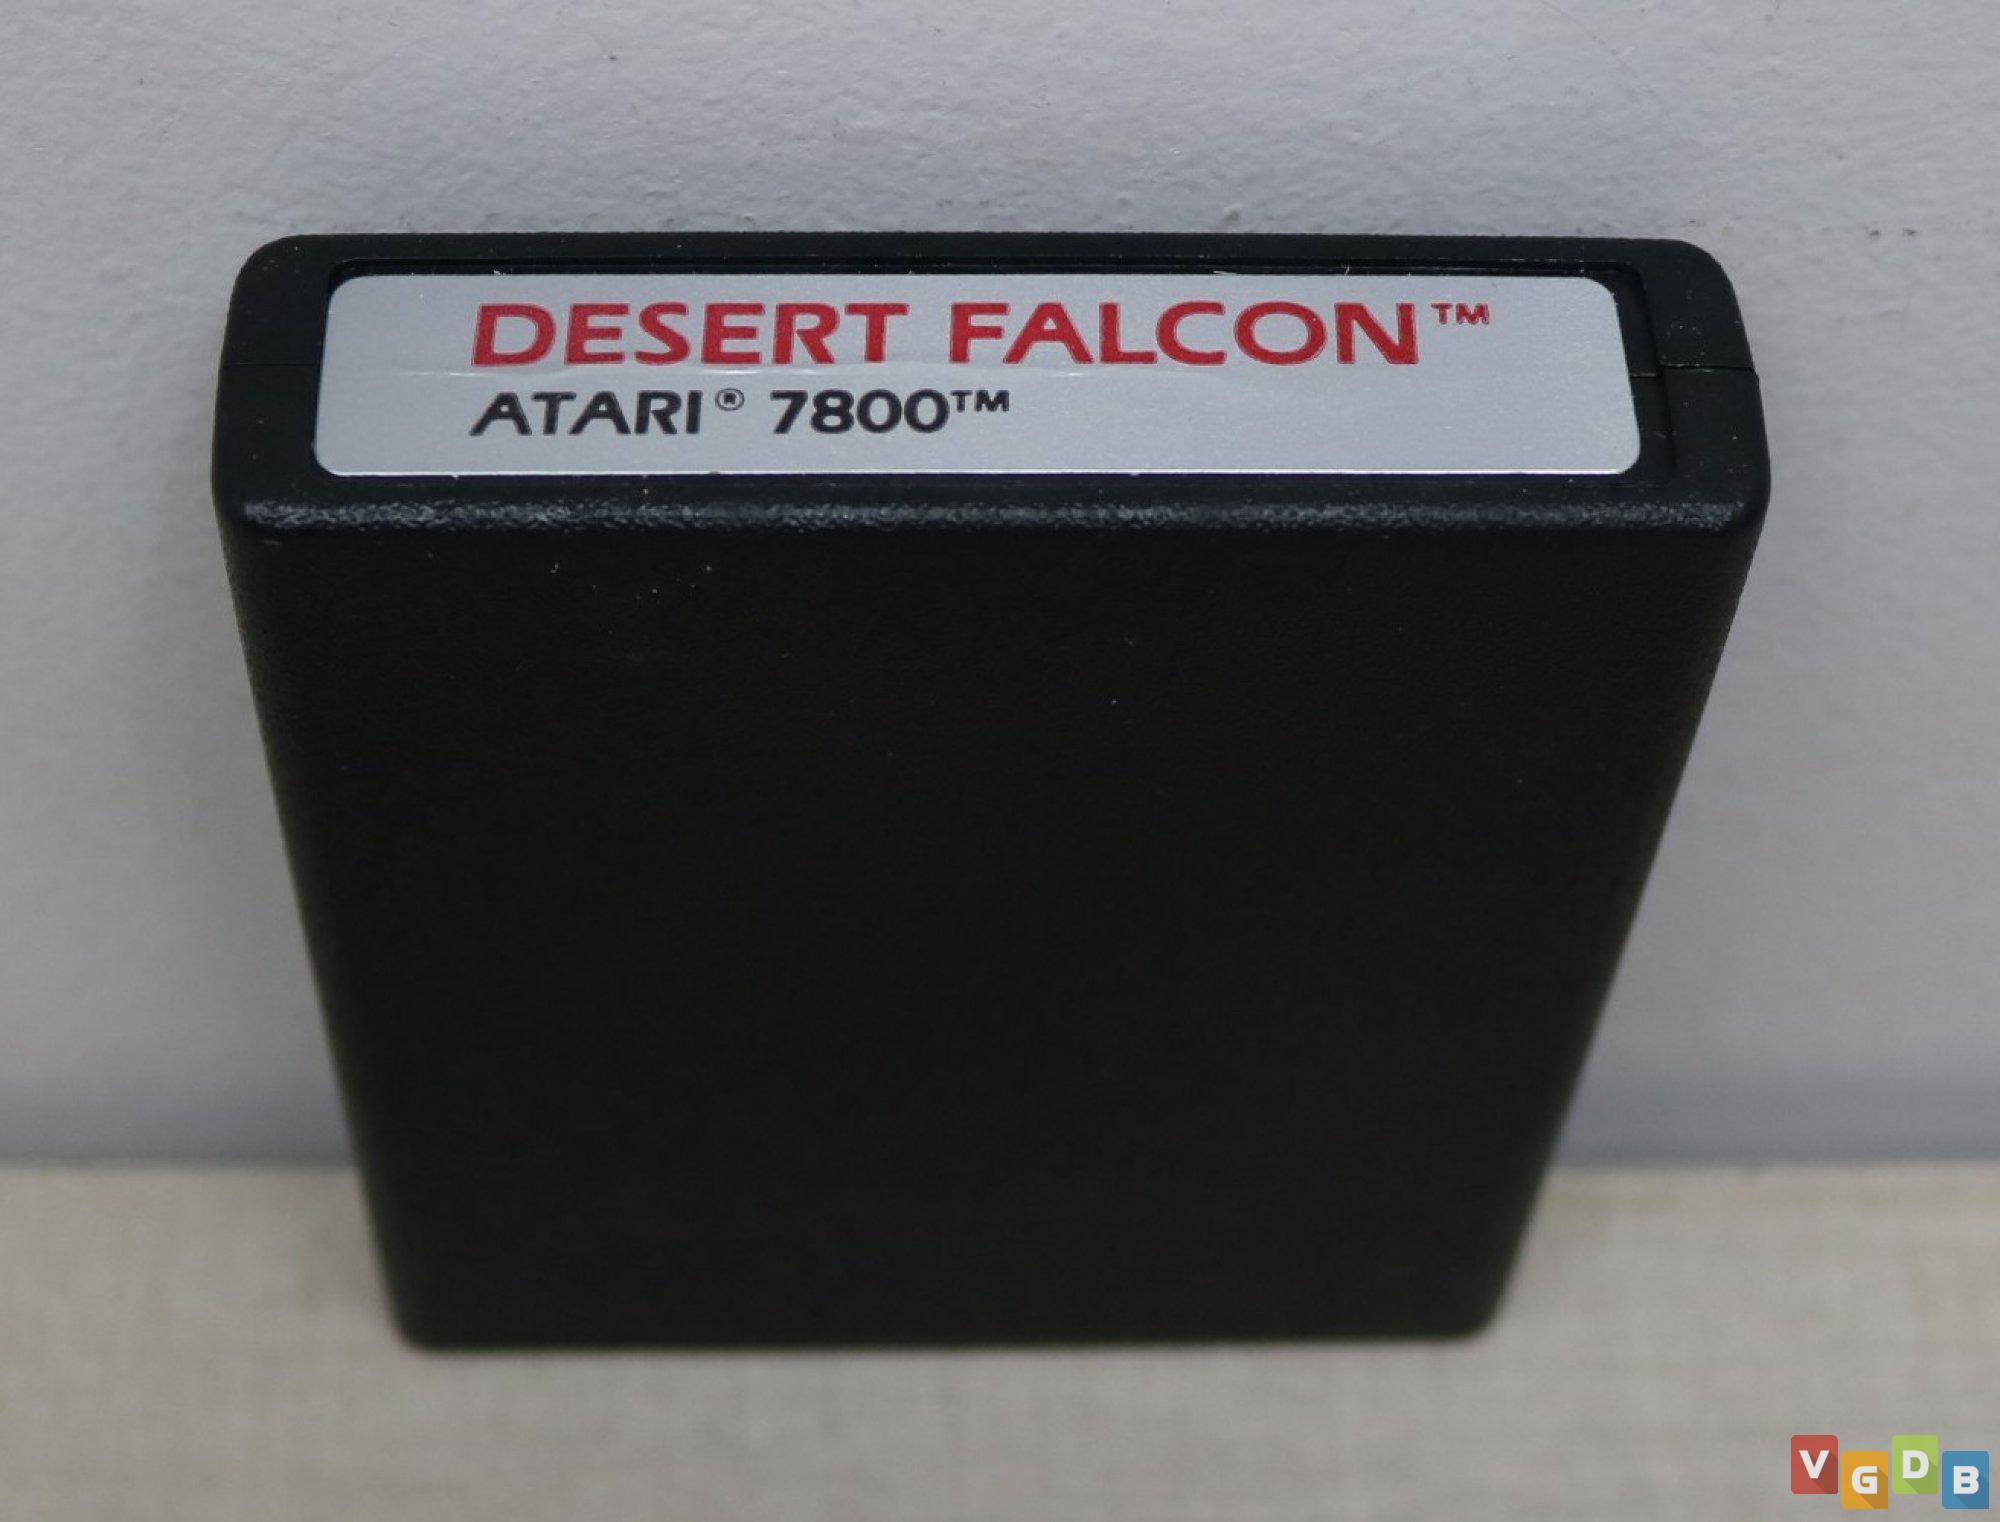 DESERT FALCON™
ATARI® 7800™
VGDB